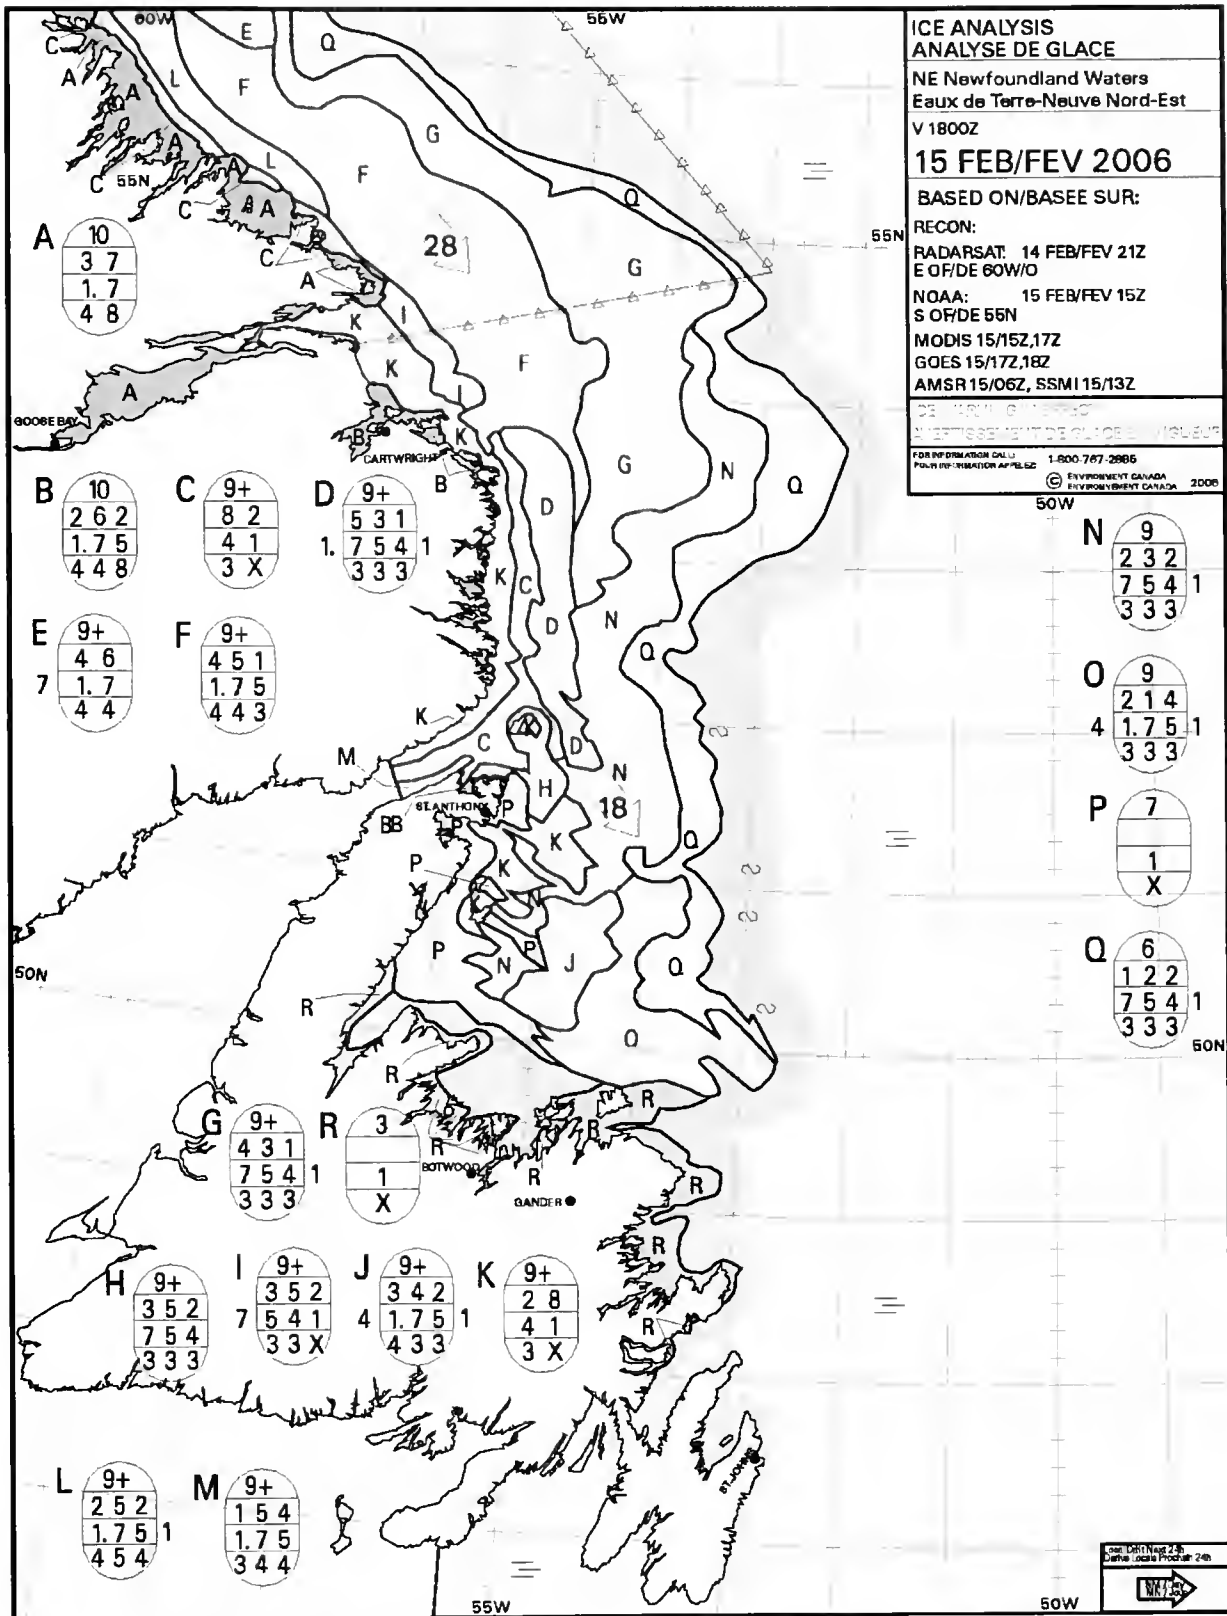 ICE ANALYSIS
ANALYSE DE GLACE
NE Newfoundland Waters
Eaux de Terre-Neuve Nord-Est
V 1800Z
15 FEB/FEV 2006
BASED ON/BASEE SUR:
RECON:
RADARSAT: 14 FEB/FEV 21Z
E OF/DE 60W/O
NOAA: 15 FEB/FEV 15Z
S OF/DE 55N
MODIS 15/15Z,17Z
GOES 15/17Z,18Z
AMSR 15/06Z, SSMI 15/13Z
FOR INFORMATION CALL:
POUR INFORMATION APPELEZ: 1-800-767-2885
© ENVIRONMENT CANADA
ENVIRONNEMENT CANADA 2006
60W
55W
E
Q
C
L
F
A
G
A
A
A
L
C
55N
F
Q
C
A
55N
28
G
C
A
I
K
F
K
I
A
GOOSE BAY
B
K
CARTWRIGHT
B
G
N
Q
D
50W
K
C
D
N
Q
K
C
D
M
N
H
ST.ANTHONY
P
18
BB
P
K
Q
P
K
N
P
N
P
J
Q
50N
R
Q
50N
R
R
R
R
BOTWOOD
R
GANDER
R
R
R
ST.JOHN'S
55W
50W
A
10
3 7
1. 7
4 8
B
10
2 6 2
1. 7 5
4 4 8
C
9+
8 2
4 1
3 X
D
9+
5 3 1
1. 7 5 4 1
3 3 3
E
9+
4 6
7 1. 7
4 4
F
9+
4 5 1
1. 7 5
4 4 3
N
9
2 3 2
7 5 4 1
3 3 3
O
9
2 1 4
4 1. 7 5 1
3 3 3
P
7
1
X
Q
6
1 2 2
7 5 4 1
3 3 3
G
9+
4 3 1
7 5 4 1
3 3 3
R
3
1
X
H
9+
3 5 2
7 5 4
3 3 3
I
9+
3 5 2
7 5 4 1
3 3 X
J
9+
3 4 2
4 1. 7 5 1
4 3 3
K
9+
2 8
4 1
3 X
L
9+
2 5 2
1. 7 5 1
4 5 4
M
9+
1 5 4
1. 7 5
3 4 4